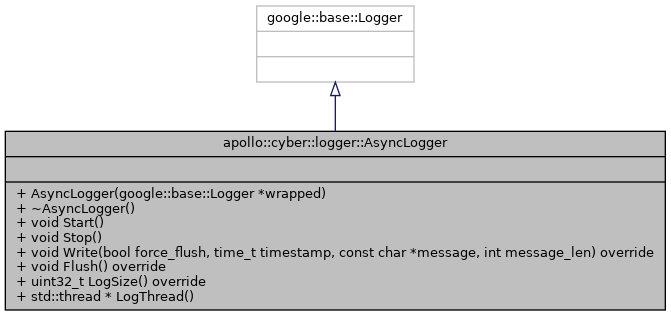 google::base::Logger
apollo::cyber::logger::AsyncLogger
+ AsyncLogger(google::base::Logger *wrapped)
+ ~AsyncLogger()
+ void Start()
+ void Stop()
+ void Write(bool force_flush, time_t timestamp, const char *message, int message_len) override
+ void Flush() override
+ uint32_t LogSize() override
+ std::thread * LogThread()